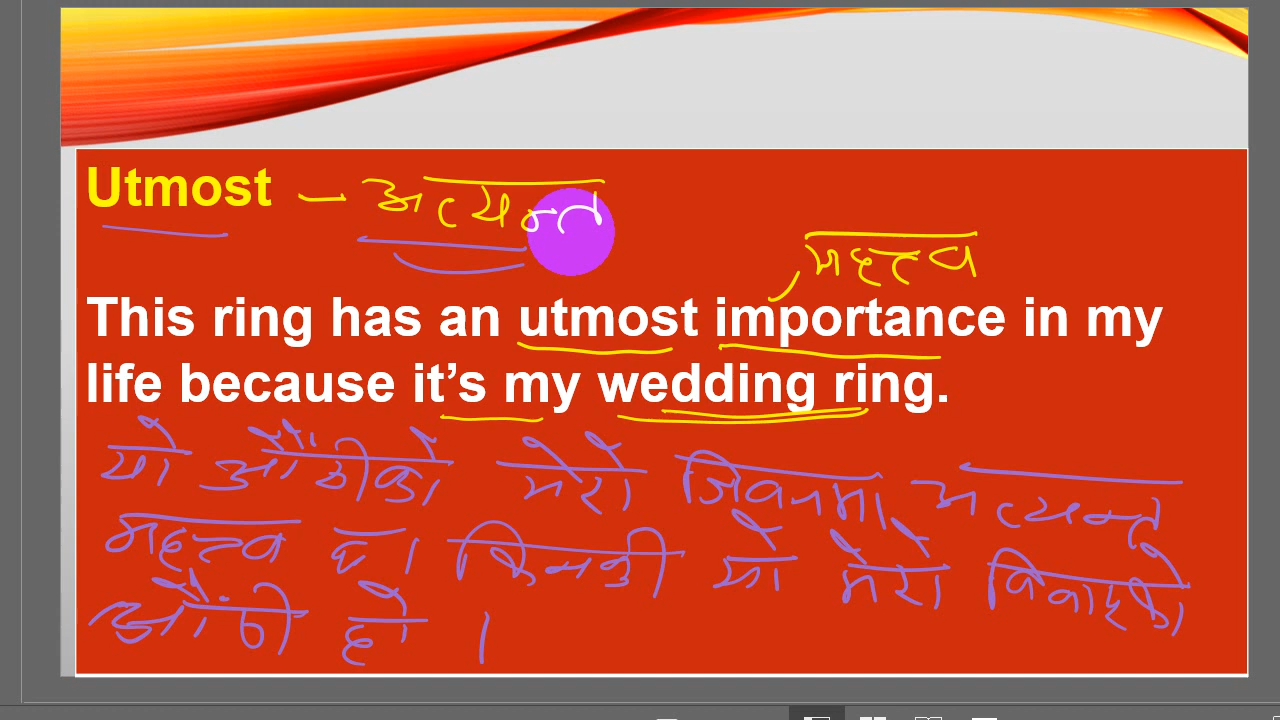 Utmost – अत्यन्त
महत्त्व
This ring has an utmost importance in my
life because it’s my wedding ring.
यो औंठीको मेरो जिवनमा अत्यन्त
महत्त्व छ। किनकी यो मेरो विवाहको
औंठी हो ।